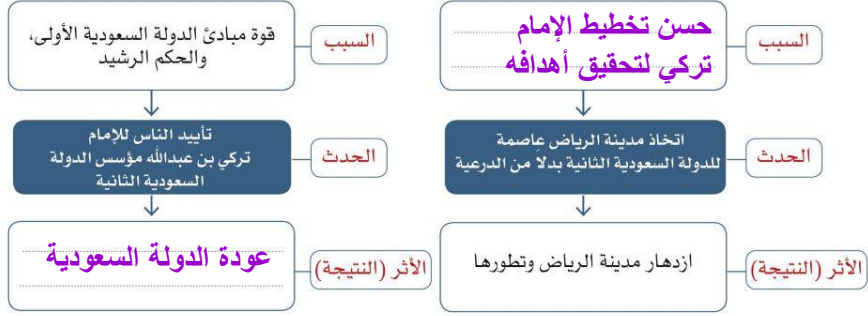 السبب
حسن تخطيط الإمام
تركي لتحقيق أهدافه
الحدث
اتخاذ مدينة الرياض عاصمة
للدولة السعودية الثانية بدلاً من الدرعية
الأثر (النتيجة)
ازدهار مدينة الرياض وتطورها
السبب
قوة مبادئ الدولة السعودية الأولى،
والحكم الرشيد
الحدث
تأييد الناس للإمام
تركي بن عبدالله مؤسس الدولة
السعودية الثانية
الأثر (النتيجة)
عودة الدولة السعودية